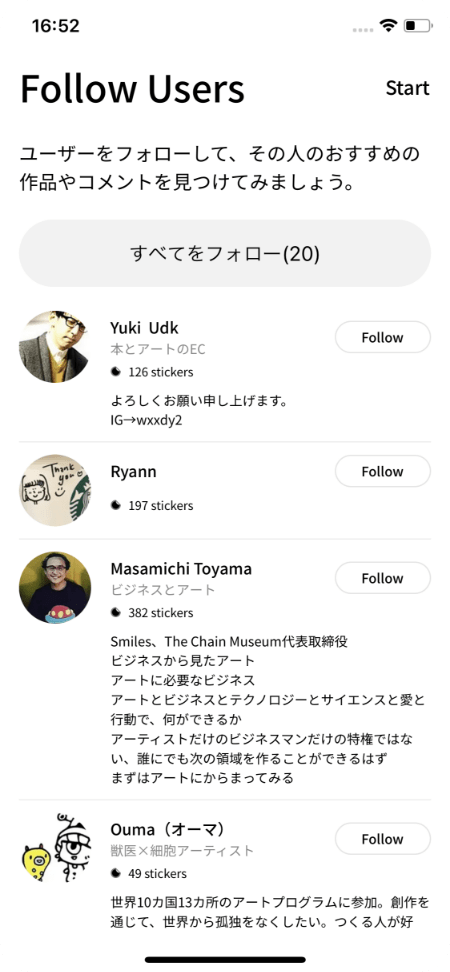 16:52
Follow Users
Start
ユーザーをフォローして、その人のおすすめの
作品やコメントを見つけてみましょう。
すべてをフォロー(20)
Yuki Udk
Follow
本とアートのEC
126 stickers
よろしくお願い申し上げます。
IG→wxxdy2
Thank
you
Ryann
Follow
197 stickers
Masamichi Toyama
Follow
ビジネスとアート
382 stickers
Smiles、The Chain Museum代表取締役
ビジネスから見たアート
アートに必要なビジネス
アートとビジネスとテクノロジーとサイエンスと愛と
行動で、何ができるか
アーティストだけのビジネスマンだけの特権ではな
い、誰にでも次の領域を作ることができるはず
まずはアートにからまってみる
Ouma（オーマ）
Follow
獣医×細胞アーティスト
49 stickers
世界10カ国13カ所のアートプログラムに参加。創作を
通じて、世界から孤独をなくしたい。つくる人が好